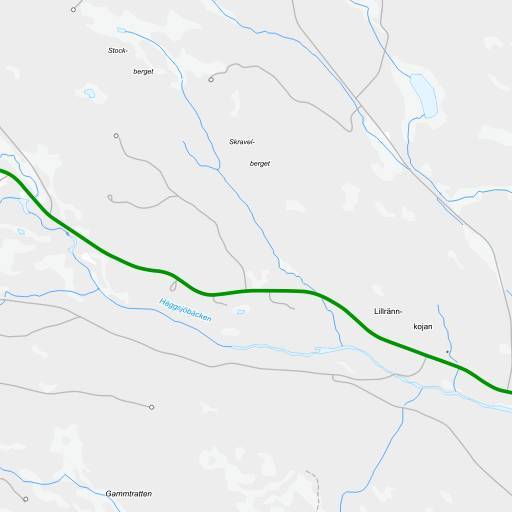 Stock-
berget
Skravel-
berget
Häggsjöbäcken
Lillränn-
kojan
Gammtratten